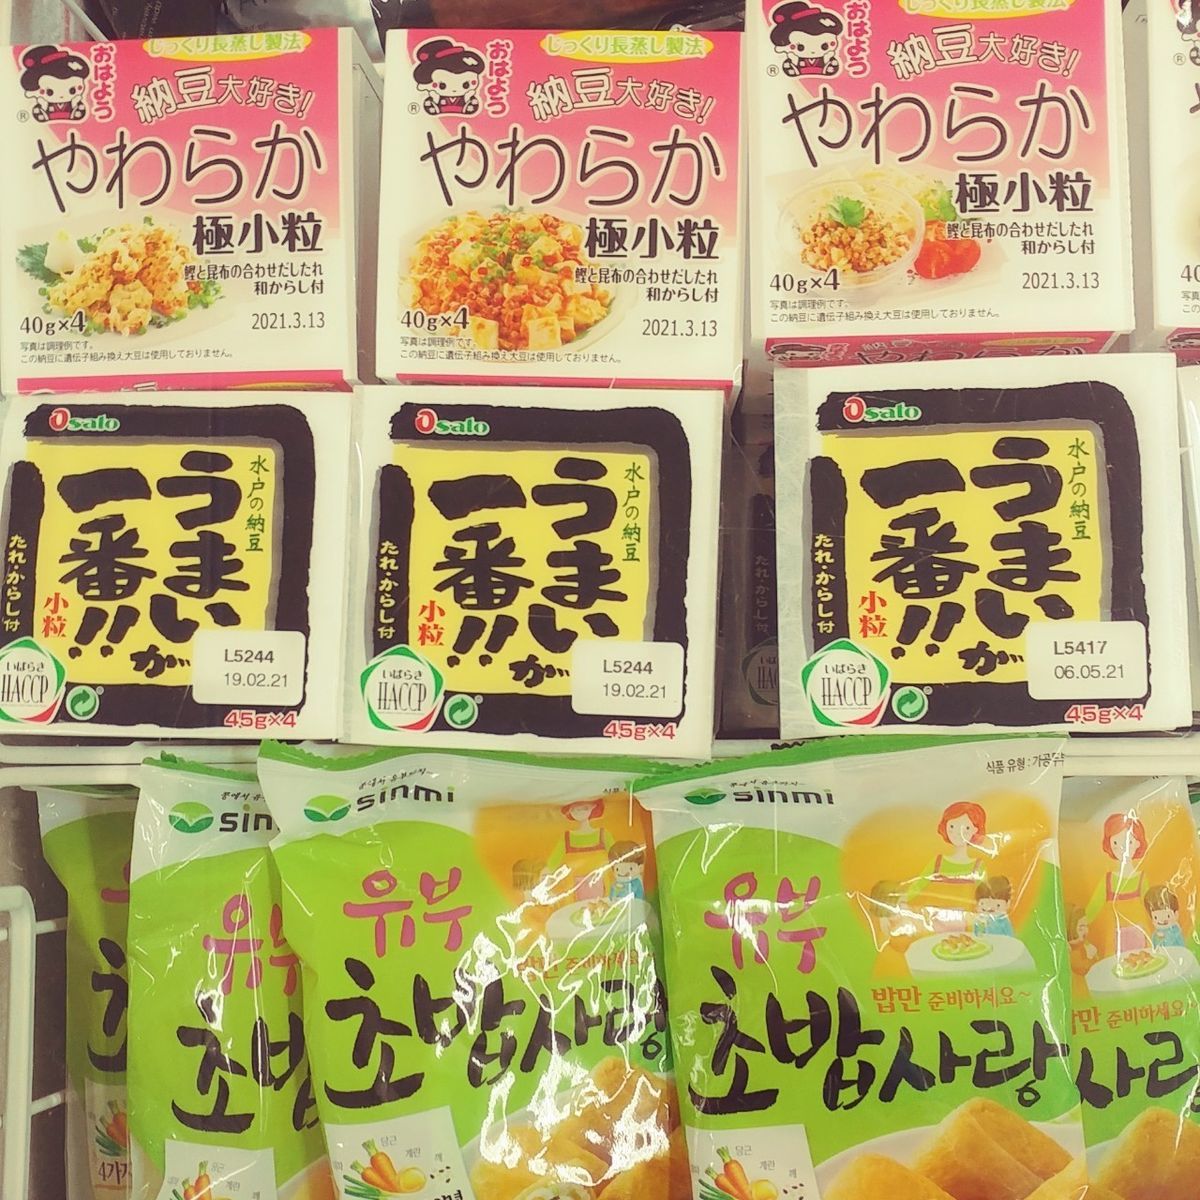 じっくり長蒸し製法
おはよう
納豆大好き!
やわらか
極小粒
鰹と昆布の合わせだしたれ
和からし付
40g×4
2021.3.13
写真は調理例です。
この納豆に遺伝子組み換え大豆は使用しておりません。
じっくり長蒸し製法
おはよう
納豆大好き!
やわらか
極小粒
鰹と昆布の合わせだしたれ
和からし付
40g×4
2021.3.13
写真は調理例です。
この納豆に遺伝子組み換え大豆は使用しておりません。
じっくり長蒸し製法
おはよう
納豆大好き!
やわらか
極小粒
鰹と昆布の合わせだしたれ
和からし付
40g×4
2021.3.13
写真は調理例です。
この納豆に遺伝子組み換え大豆は使用しておりません。
やわらか
Osato
水戸の納豆
うまいが
一番!!
小粒
たれ・からし付
いばらき
HACCP
L5244
19.02.21
45g×4
Osato
水戸の納豆
うまいが
一番!!
小粒
たれ・からし付
いばらき
HACCP
L5244
19.02.21
45g×4
Osato
水戸の納豆
うまいが
一番!!
小粒
たれ・からし付
いばらき
HACCP
L5417
06.05.21
45g×4
sinmi
유부
초밥사랑
밥만 준비하세요~
당근
계란
깨
sinmi
식품 유형 : 가공두부
유부
초밥사랑
밥만 준비하세요~
당근
계란
깨